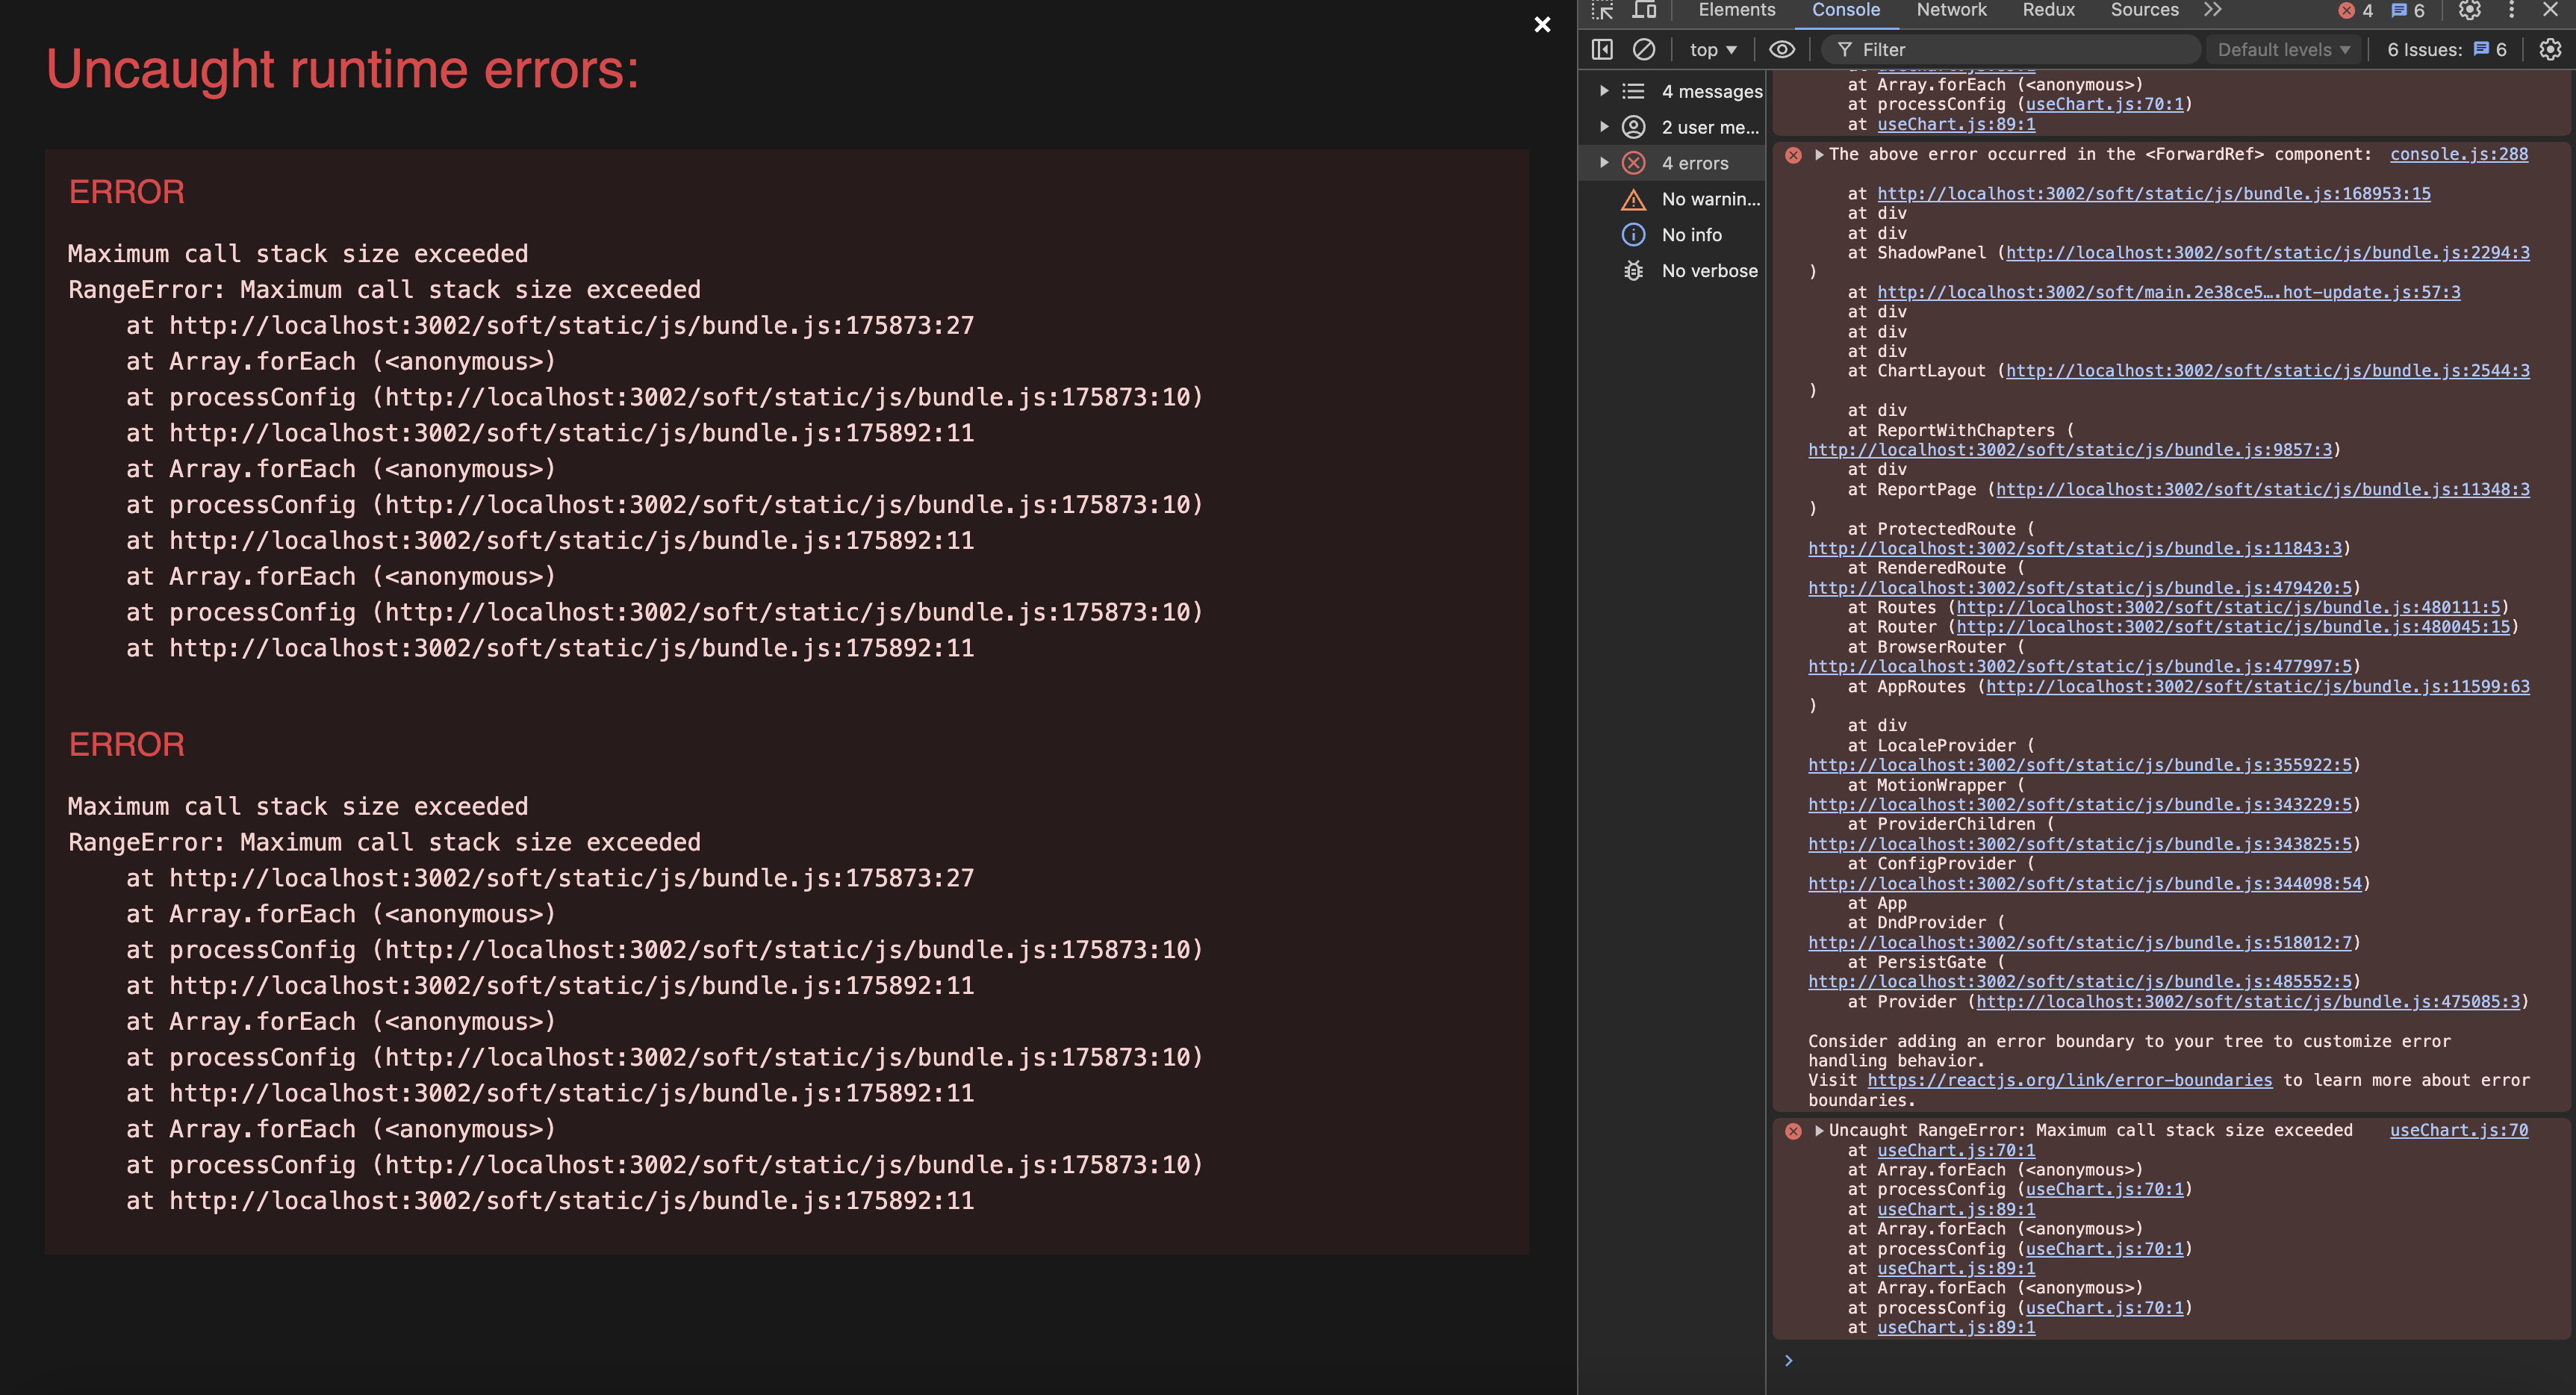 Uncaught runtime errors:
×
ERROR
Maximum call stack size exceeded
RangeError: Maximum call stack size exceeded
at http://localhost:3002/soft/static/js/bundle.js:175873:27
at Array.forEach (<anonymous>)
at processConfig (http://localhost:3002/soft/static/js/bundle.js:175873:10)
at http://localhost:3002/soft/static/js/bundle.js:175892:11
at Array.forEach (<anonymous>)
at processConfig (http://localhost:3002/soft/static/js/bundle.js:175873:10)
at http://localhost:3002/soft/static/js/bundle.js:175892:11
at Array.forEach (<anonymous>)
at processConfig (http://localhost:3002/soft/static/js/bundle.js:175873:10)
at http://localhost:3002/soft/static/js/bundle.js:175892:11
ERROR
Maximum call stack size exceeded
RangeError: Maximum call stack size exceeded
at http://localhost:3002/soft/static/js/bundle.js:175873:27
at Array.forEach (<anonymous>)
at processConfig (http://localhost:3002/soft/static/js/bundle.js:175873:10)
at http://localhost:3002/soft/static/js/bundle.js:175892:11
at Array.forEach (<anonymous>)
at processConfig (http://localhost:3002/soft/static/js/bundle.js:175873:10)
at http://localhost:3002/soft/static/js/bundle.js:175892:11
at Array.forEach (<anonymous>)
at processConfig (http://localhost:3002/soft/static/js/bundle.js:175873:10)
at http://localhost:3002/soft/static/js/bundle.js:175892:11
Elements Console Network Redux Sources 4 6
top Filter Default levels 6 Issues: 6
4 messages
2 user me...
4 errors
No warnin...
No info
No verbose
at Array.forEach (<anonymous>)
at processConfig (useChart.js:70:1)
at useChart.js:89:1
The above error occurred in the <ForwardRef> component: console.js:288
at http://localhost:3002/soft/static/js/bundle.js:168953:15
at div
at div
at ShadowPanel (http://localhost:3002/soft/static/js/bundle.js:2294:3
)
at http://localhost:3002/soft/main.2e38ce5….hot-update.js:57:3
at div
at div
at div
at ChartLayout (http://localhost:3002/soft/static/js/bundle.js:2544:3
)
at div
at ReportWithChapters (
http://localhost:3002/soft/static/js/bundle.js:9857:3)
at div
at ReportPage (http://localhost:3002/soft/static/js/bundle.js:11348:3
)
at ProtectedRoute (
http://localhost:3002/soft/static/js/bundle.js:11843:3)
at RenderedRoute (
http://localhost:3002/soft/static/js/bundle.js:479420:5)
at Routes (http://localhost:3002/soft/static/js/bundle.js:480111:5)
at Router (http://localhost:3002/soft/static/js/bundle.js:480045:15)
at BrowserRouter (
http://localhost:3002/soft/static/js/bundle.js:477997:5)
at AppRoutes (http://localhost:3002/soft/static/js/bundle.js:11599:63
)
at div
at LocaleProvider (
http://localhost:3002/soft/static/js/bundle.js:355922:5)
at MotionWrapper (
http://localhost:3002/soft/static/js/bundle.js:343229:5)
at ProviderChildren (
http://localhost:3002/soft/static/js/bundle.js:343825:5)
at ConfigProvider (
http://localhost:3002/soft/static/js/bundle.js:344098:54)
at App
at DndProvider (
http://localhost:3002/soft/static/js/bundle.js:518012:7)
at PersistGate (
http://localhost:3002/soft/static/js/bundle.js:485552:5)
at Provider (http://localhost:3002/soft/static/js/bundle.js:475085:3)
Consider adding an error boundary to your tree to customize error
handling behavior.
Visit https://reactjs.org/link/error-boundaries to learn more about error
boundaries.
Uncaught RangeError: Maximum call stack size exceeded useChart.js:70
at useChart.js:70:1
at Array.forEach (<anonymous>)
at processConfig (useChart.js:70:1)
at useChart.js:89:1
at Array.forEach (<anonymous>)
at processConfig (useChart.js:70:1)
at useChart.js:89:1
at Array.forEach (<anonymous>)
at processConfig (useChart.js:70:1)
at useChart.js:89:1